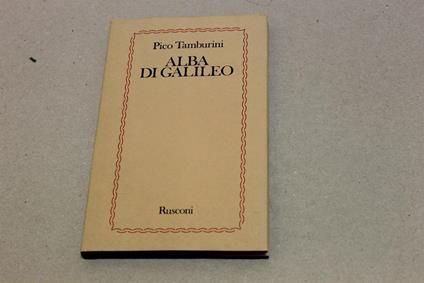 Pico Tamburini
ALBA
DI GALILEO
Rusconi